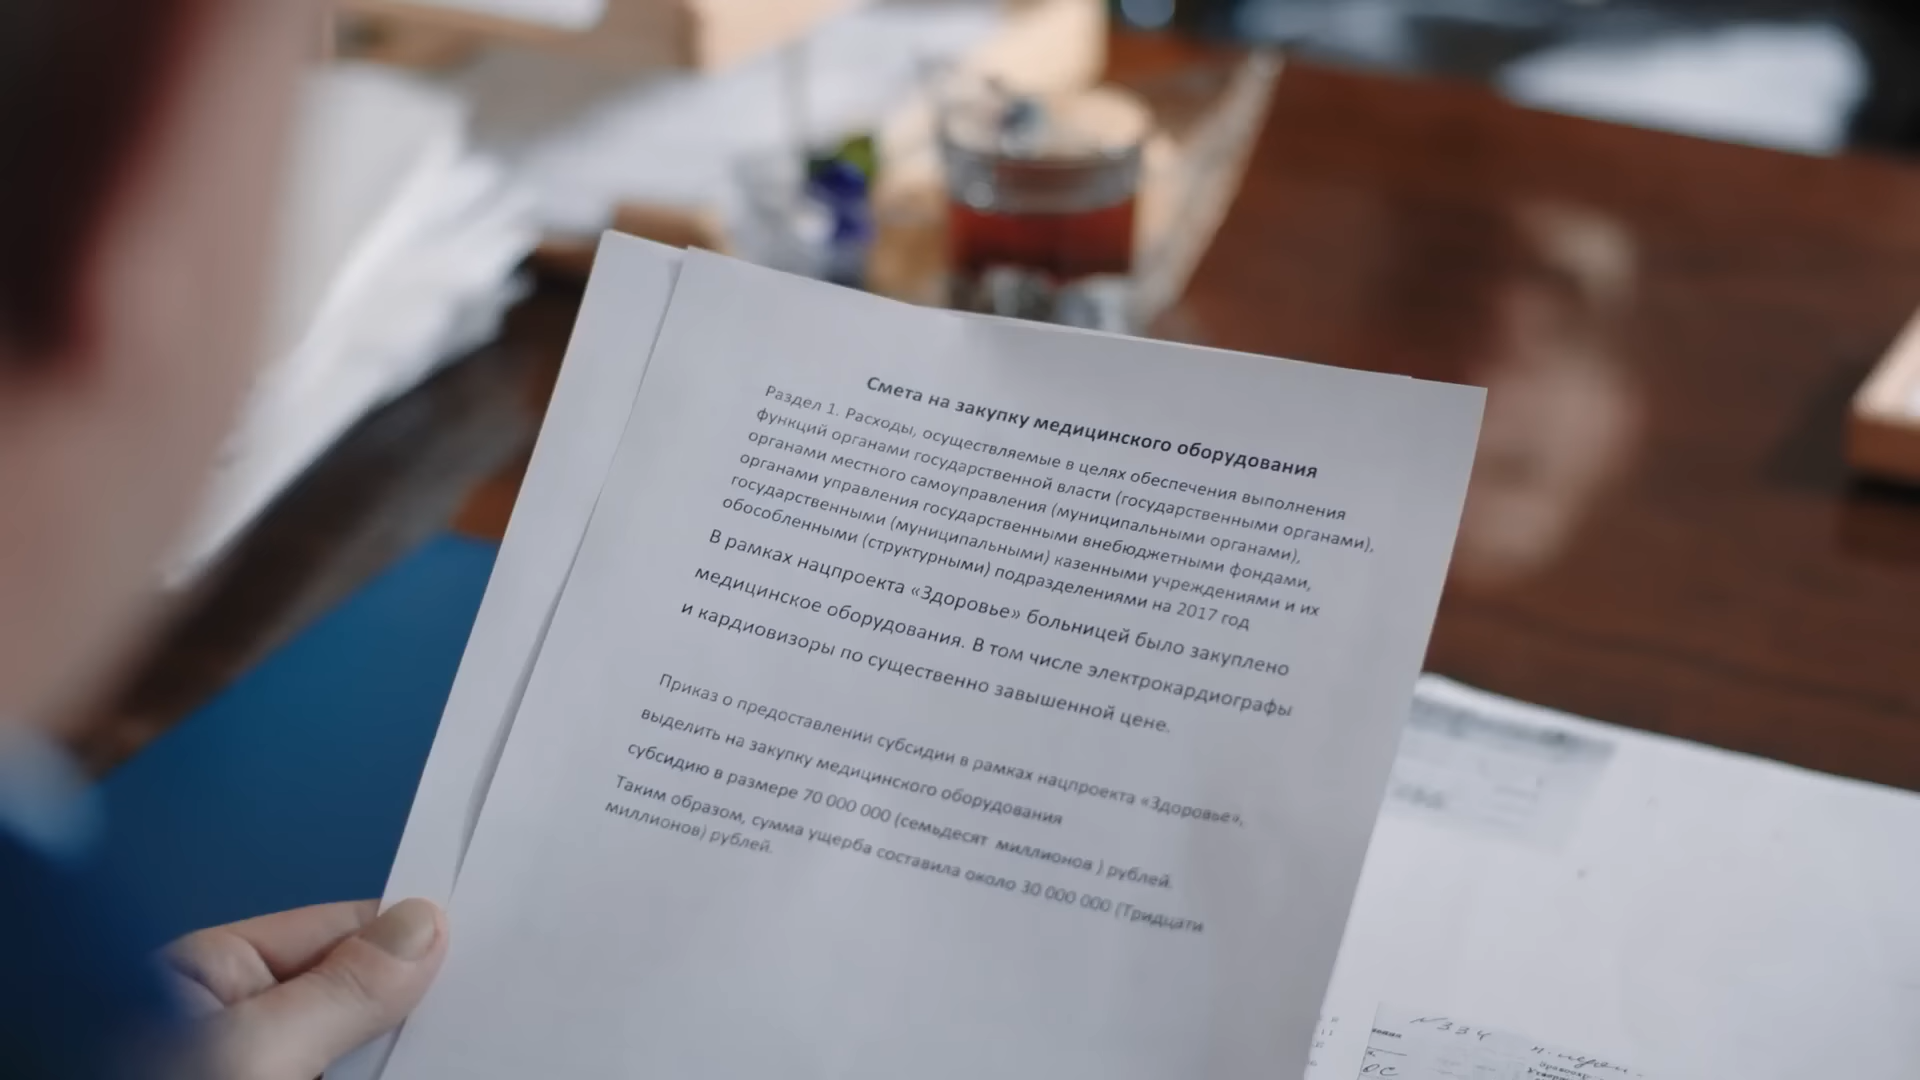 Смета на закупку медицинского оборудования
Раздел 1. Расходы, осуществляемые в целях обеспечения выполнения
функций органами государственной власти (государственными органами),
органами местного самоуправления (муниципальными органами),
органами управления государственными внебюджетными фондами,
государственными (муниципальными) казенными учреждениями и их
обособленными (структурными) подразделениями на 2017 год
В рамках нацпроекта «Здоровье» больницей было закуплено
медицинское оборудования. В том числе электрокардиографы
и кардиовизоры по существенно завышенной цене.
Приказ о предоставлении субсидии в рамках нацпроекта «Здоровье»,
выделить на закупку медицинского оборудования
субсидию в размере 70 000 000 (семьдесят миллионов ) рублей.
Таким образом, сумма ущерба составила около 30 000 000 (Тридцати
миллионов) рублей.
№334